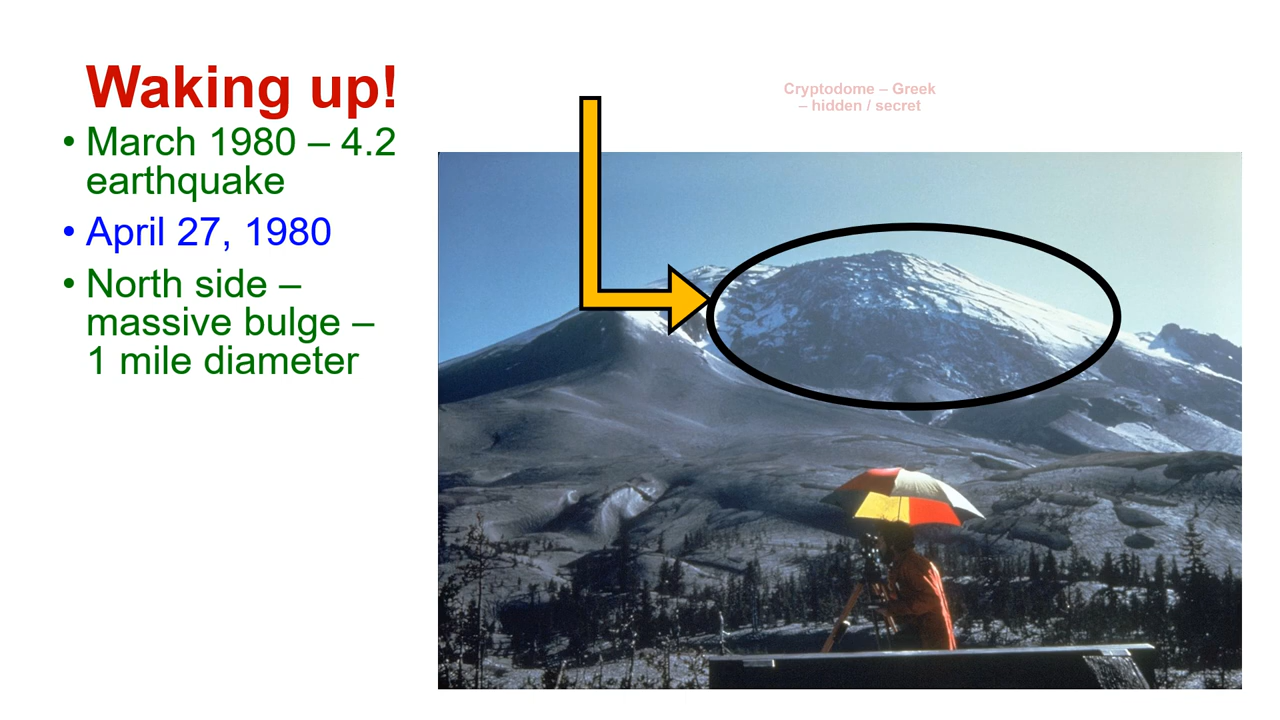 Waking up!
• March 1980 – 4.2
earthquake
• April 27, 1980
• North side –
massive bulge –
1 mile diameter
Cryptodome – Greek
– hidden / secret